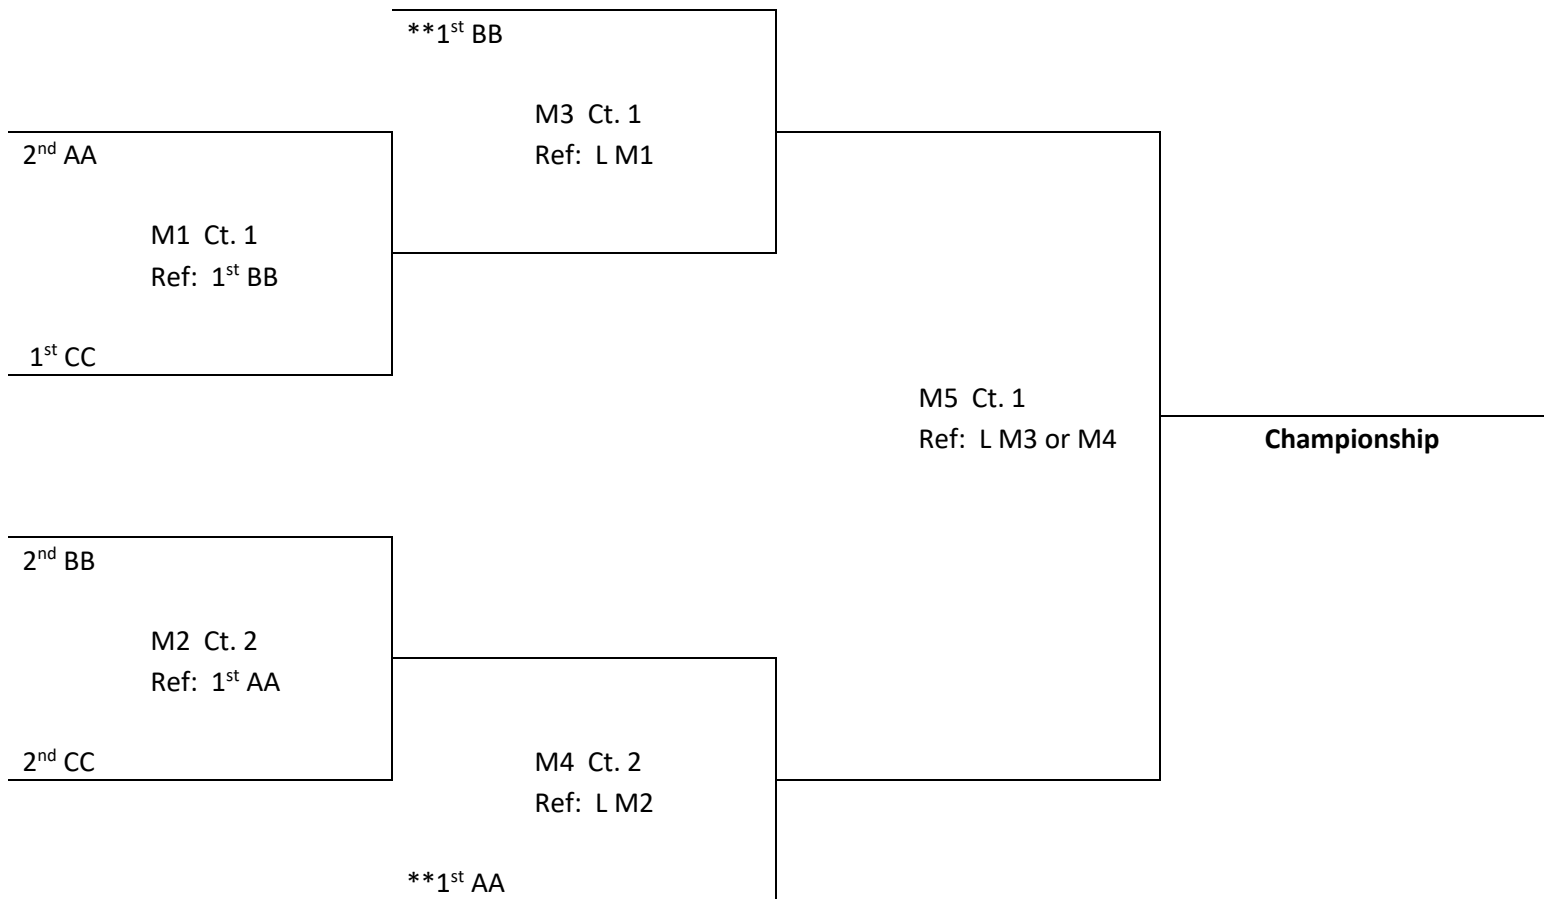 **1st BB
M3 Ct. 1
Ref: L M1
2nd AA
M1 Ct. 1
Ref: 1st BB
1st CC
M5 Ct. 1
Ref: L M3 or M4
Championship
2nd BB
M2 Ct. 2
Ref: 1st AA
2nd CC
M4 Ct. 2
Ref: L M2
**1st AA